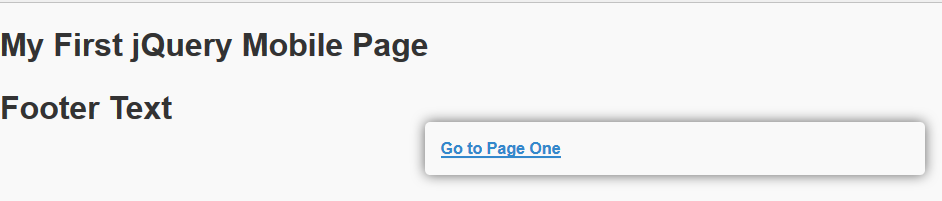 My First jQuery Mobile Page
Footer Text
Go to Page One